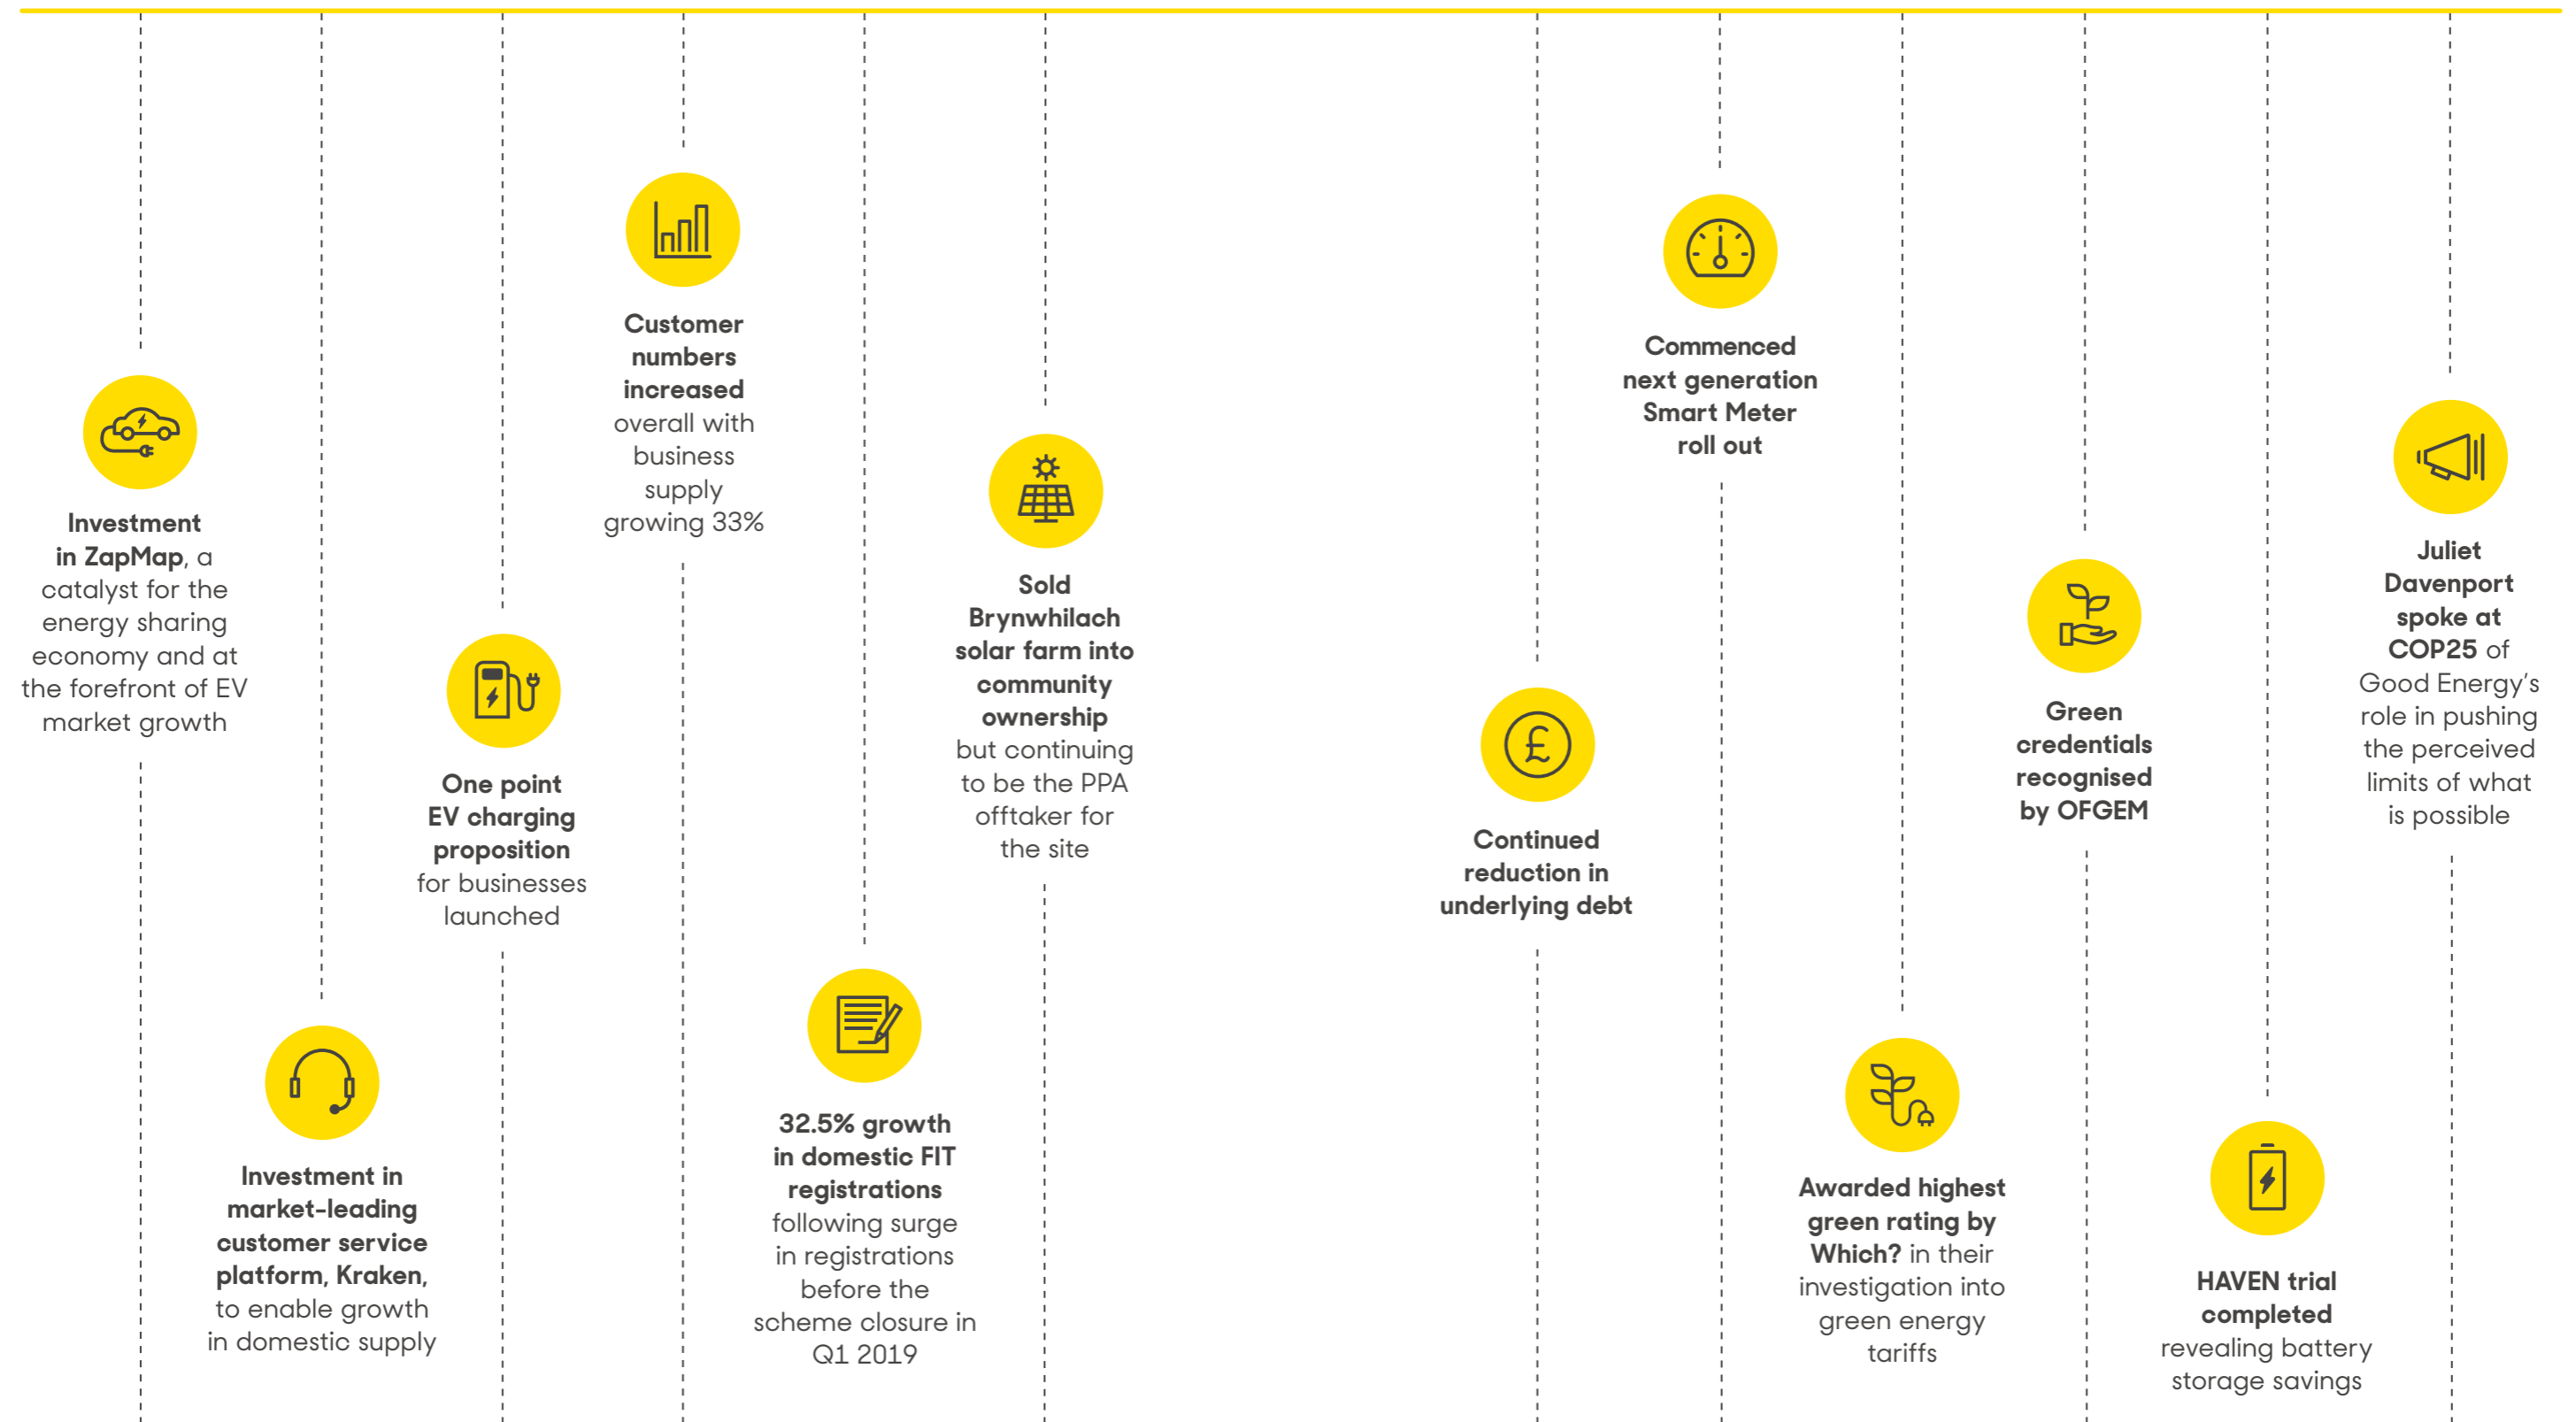 Investment
in ZapMap, a
catalyst for the
energy sharing
economy and at
the forefront of EV
market growth
Investment in
market-leading
customer service
platform, Kraken,
to enable growth
in domestic supply
One point
EV charging
proposition
for businesses
launched
Customer
numbers
increased
overall with
business
supply
growing 33%
32.5% growth
in domestic FIT
registrations
following surge
in registrations
before the
scheme closure in
Q1 2019
Sold
Brynwhilach
solar farm into
community
ownership
but continuing
to be the PPA
offtaker for
the site
Continued
reduction in
underlying debt
Commenced
next generation
Smart Meter
roll out
Awarded highest
green rating by
Which? in their
investigation into
green energy
tariffs
Green
credentials
recognised
by OFGEM
HAVEN trial
completed
revealing battery
storage savings
Juliet
Davenport
spoke at
COP25 of
Good Energy's
role in pushing
the perceived
limits of what
is possible